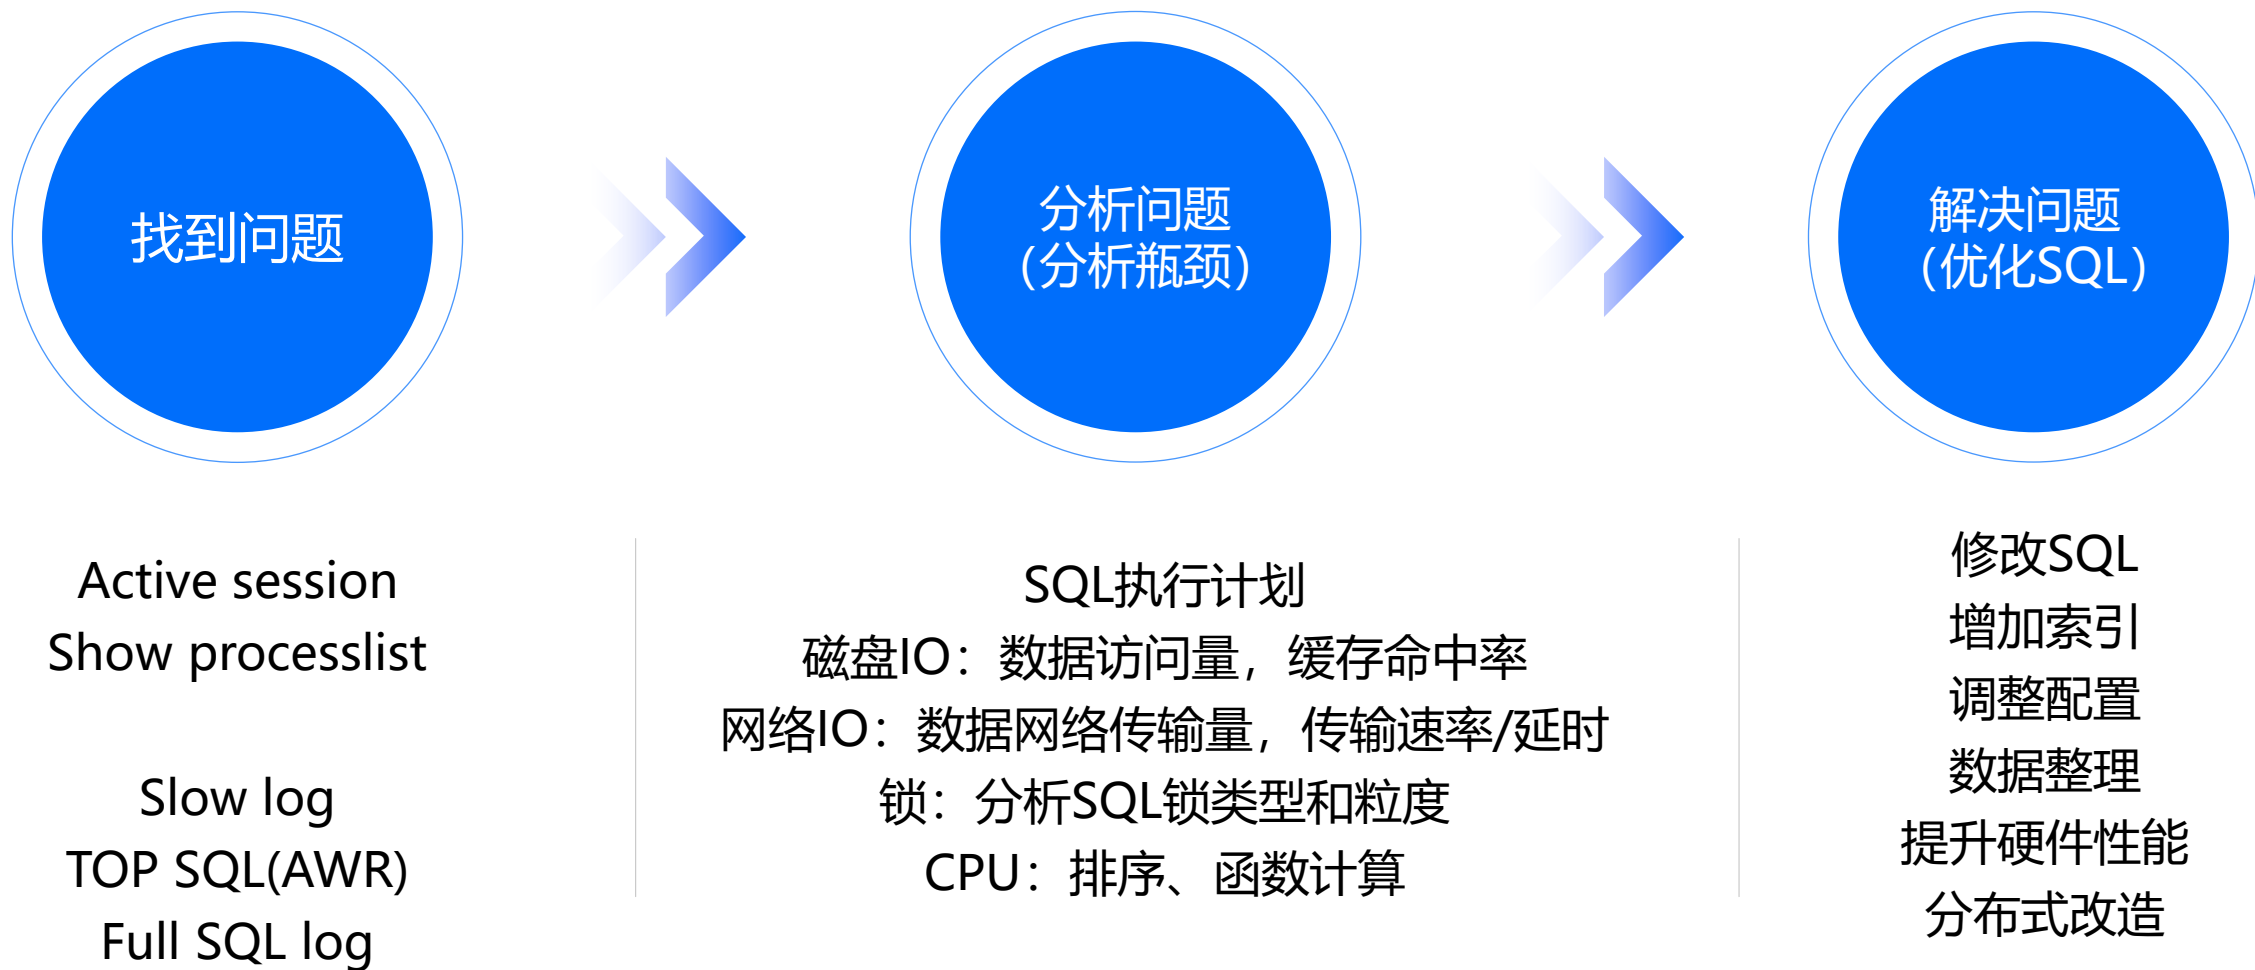 找到问题
分析问题
（分析瓶颈）
解决问题
（优化SQL）
Active session
Show processlist
Slow log
TOP SQL(AWR)
Full SQL log
SQL执行计划
磁盘IO：数据访问量，缓存命中率
网络IO：数据网络传输量，传输速率/延时
锁：分析SQL锁类型和粒度
CPU：排序、函数计算
修改SQL
增加索引
调整配置
数据整理
提升硬件性能
分布式改造